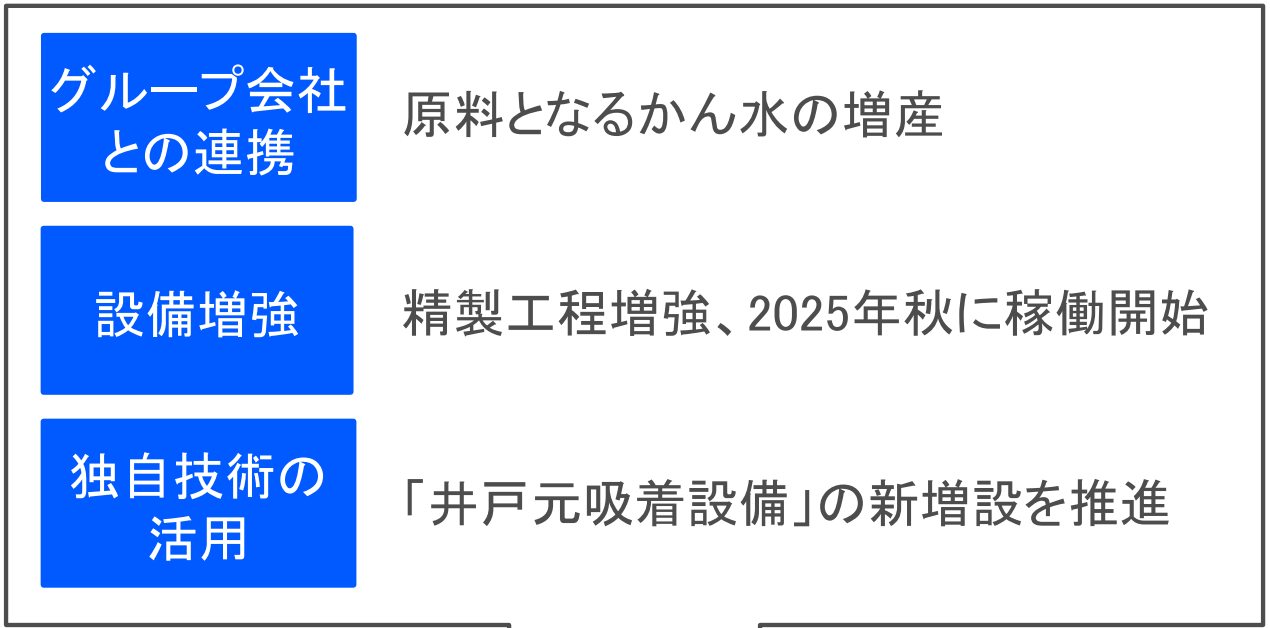 グループ会社
との連携
原料となるかん水の増産
設備増強
精製工程増強、2025年秋に稼働開始
独自技術の
活用
「井戸元吸着設備」の新増設を推進